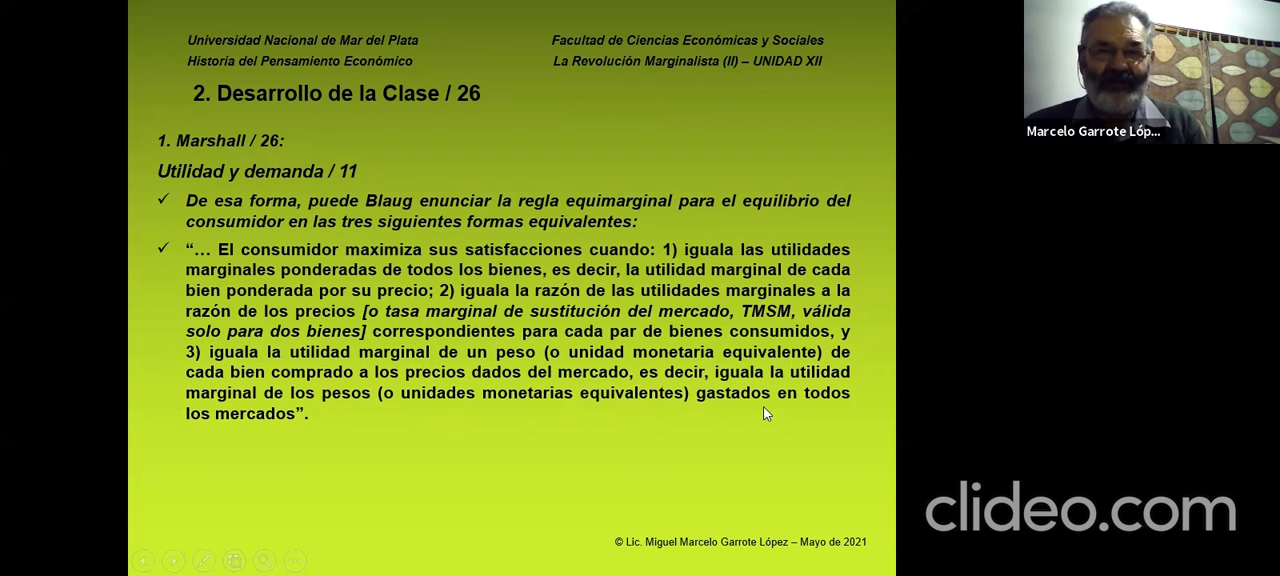 Universidad Nacional de Mar del Plata
Facultad de Ciencias Económicas y Sociales
Historia del Pensamiento Económico
La Revolución Marginalista (II) – UNIDAD XII
2. Desarrollo de la Clase / 26
1. Marshall / 26:
Utilidad y demanda / 11
✓ De esa forma, puede Blaug enunciar la regla equimarginal para el equilibrio del
consumidor en las tres siguientes formas equivalentes:
✓ “… El consumidor maximiza sus satisfacciones cuando: 1) iguala las utilidades
marginales ponderadas de todos los bienes, es decir, la utilidad marginal de cada
bien ponderada por su precio; 2) iguala la razón de las utilidades marginales a la
razón de los precios [o tasa marginal de sustitución del mercado, TMSM, válida
solo para dos bienes] correspondientes para cada par de bienes consumidos, y
3) iguala la utilidad marginal de un peso (o unidad monetaria equivalente) de
cada bien comprado a los precios dados del mercado, es decir, iguala la utilidad
marginal de los pesos (o unidades monetarias equivalentes) gastados en todos
los mercados”.
© Lic. Miguel Marcelo Garrote López – Mayo de 2021
Marcelo Garrote Lóp...
clideo.com